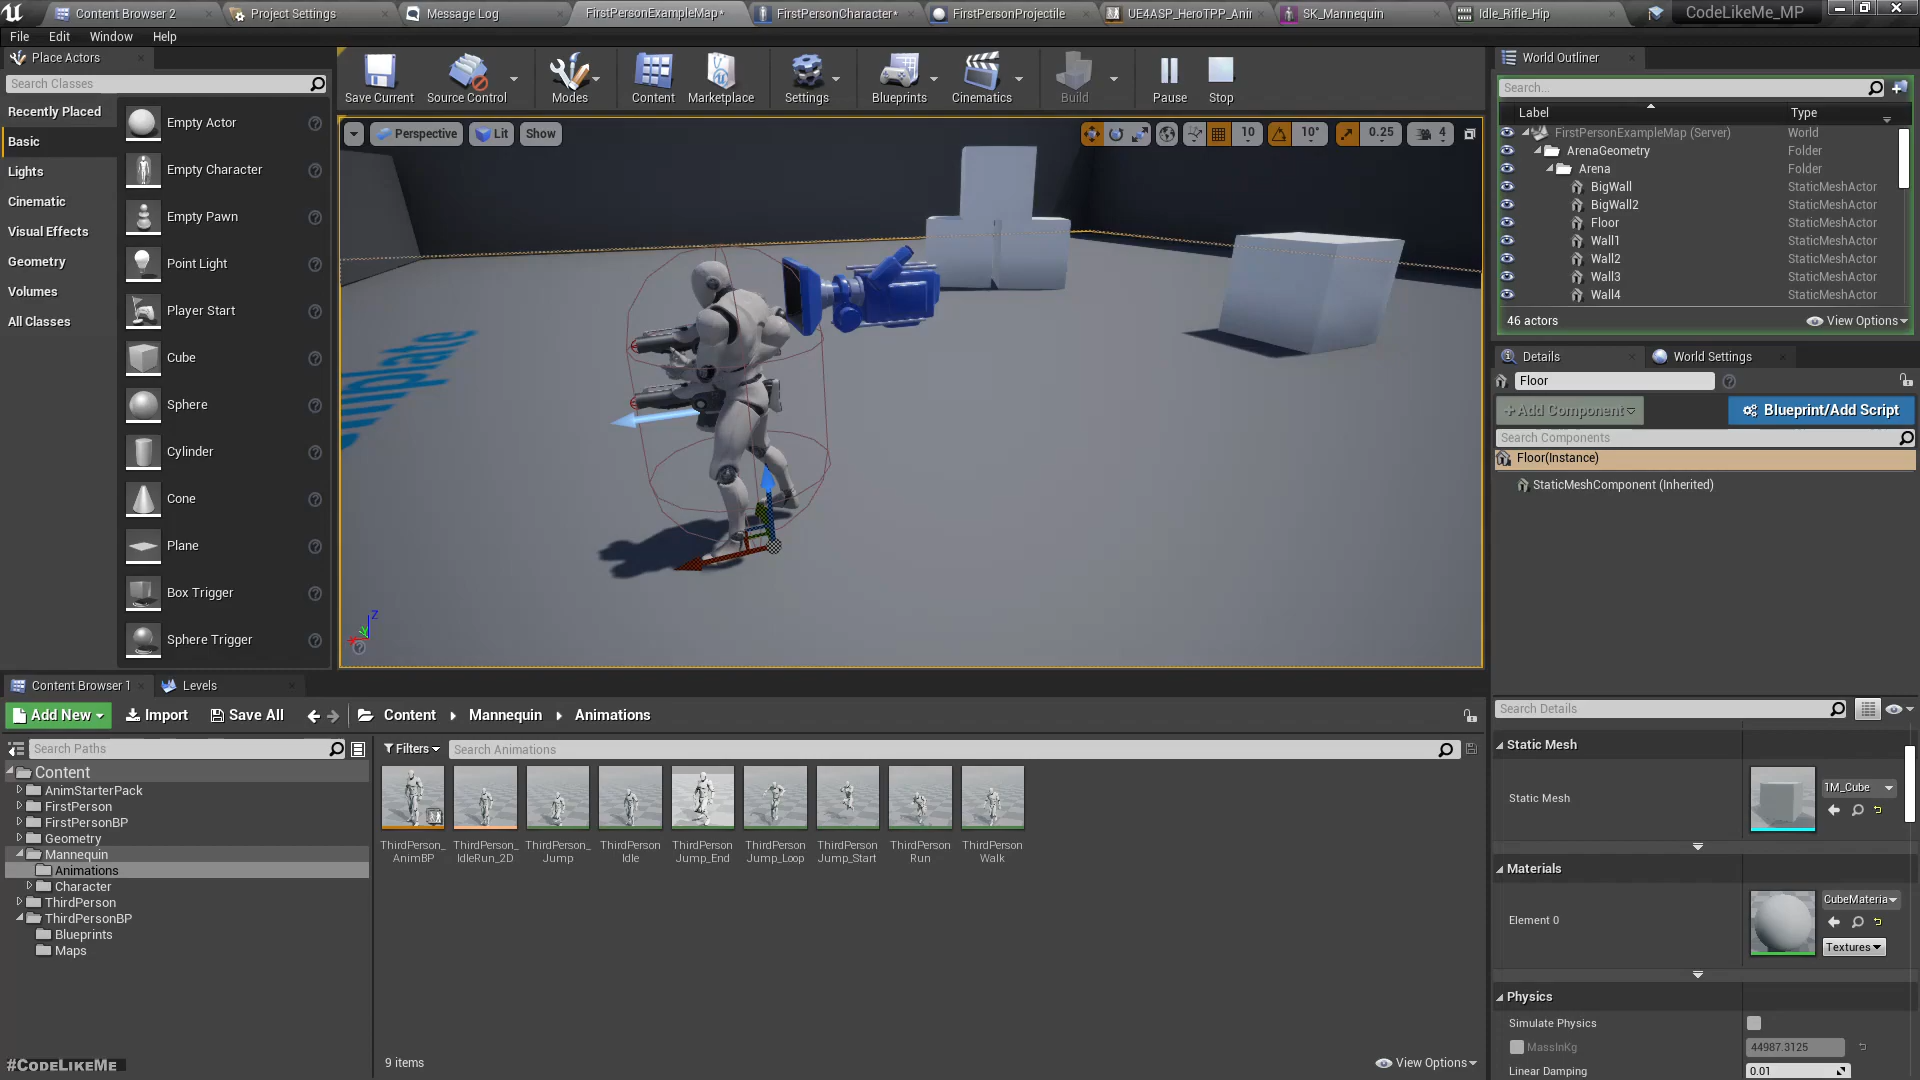 Content Browser 2
Project Settings
Message Log
FirstPersonExampleMap*
FirstPersonCharacter*
FirstPersonProjectile
UE4ASP_HeroTPP_Ani
SK_Mannequin
Idle_Rifle_Hip
CodeLikeMe_MP
File Edit Window Help
Place Actors
Search Classes
Recently Placed
Basic
Lights
Cinematic
Visual Effects
Geometry
Volumes
All Classes
Empty Actor
Empty Character
Empty Pawn
Point Light
Player Start
Cube
Sphere
Cylinder
Cone
Plane
Box Trigger
Sphere Trigger
Save Current
Source Control
Modes
Content
Marketplace
Settings
Blueprints
Cinematics
Build
Pause
Stop
Perspective
Lit
Show
10
10°
0.25
4
Z
World Outliner
Search...
Label Type
FirstPersonExampleMap (Server) World
ArenaGeometry Folder
Arena Folder
BigWall StaticMeshActor
BigWall2 StaticMeshActor
Floor StaticMeshActor
Wall1 StaticMeshActor
Wall2 StaticMeshActor
Wall3 StaticMeshActor
Wall4 StaticMeshActor
46 actors
View Options
Details
World Settings
Floor
+Add Component
Blueprint/Add Script
Search Components
Floor(Instance)
StaticMeshComponent (Inherited)
Search Details
Static Mesh
Static Mesh
1M_Cube
Materials
Element 0
CubeMateria
Textures
Physics
Simulate Physics
MassInKg
44987.3125
Linear Damping
0.01
Content Browser 1
Levels
Add New
Import
Save All
Content
Mannequin
Animations
Search Paths
Filters
Search Animations
Content
AnimStarterPack
FirstPerson
FirstPersonBP
Geometry
Mannequin
Animations
Character
ThirdPerson
ThirdPersonBP
Blueprints
Maps
ThirdPerson_
AnimBP
ThirdPerson_
IdleRun_2D
ThirdPerson_
Jump
ThirdPerson
Idle
ThirdPerson
Jump_End
ThirdPerson
Jump_Loop
ThirdPerson
Jump_Start
ThirdPerson
Run
ThirdPerson
Walk
9 items
View Options
#CodeLikeMe